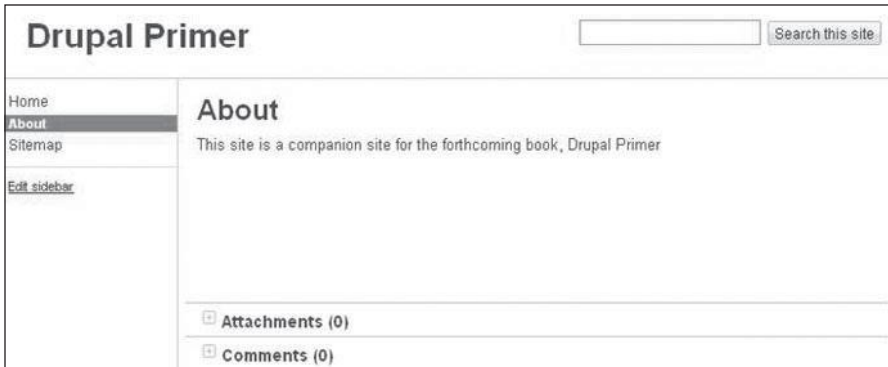 Drupal Primer
Search this site
Home
About
Sitemap
Edit sidebar
About
This site is a companion site for the forthcoming book, Drupal Primer
Attachments (0)
Comments (0)